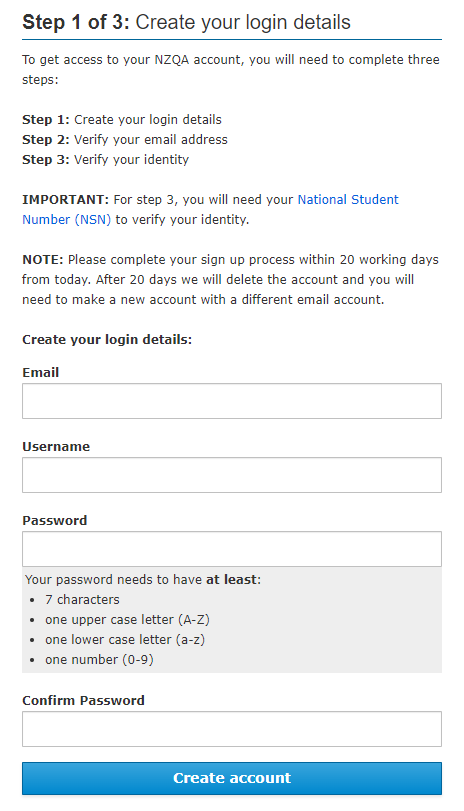 Step 1 of 3: Create your login details
To get access to your NZQA account, you will need to complete three
steps:
Step 1: Create your login details
Step 2: Verify your email address
Step 3: Verify your identity
IMPORTANT: For step 3, you will need your National Student
Number (NSN) to verify your identity.
NOTE: Please complete your sign up process within 20 working days
from today. After 20 days we will delete the account and you will
need to make a new account with a different email account.
Create your login details:
Email
Username
Password
Your password needs to have at least:
• 7 characters
• one upper case letter (A-Z)
• one lower case letter (a-z)
• one number (0-9)
Confirm Password
Create account